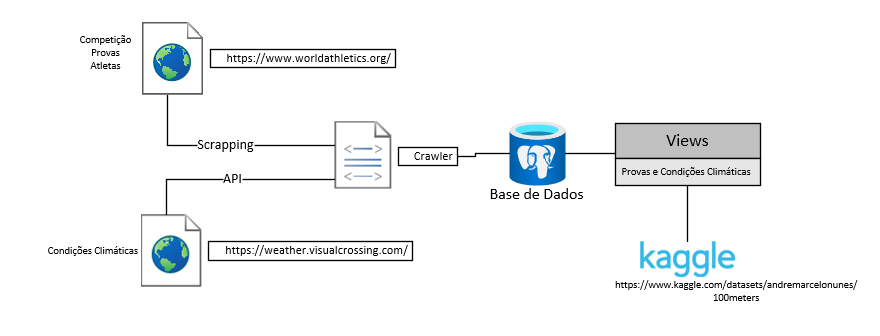 Competição
Provas
Atletas
https://www.worldathletics.org/
Scrapping
Crawler
API
Condições Climáticas
https://weather.visualcrossing.com/
Base de Dados
Views
Provas e Condições Climáticas
kaggle
https://www.kaggle.com/datasets/andremarcelonunes/
100meters